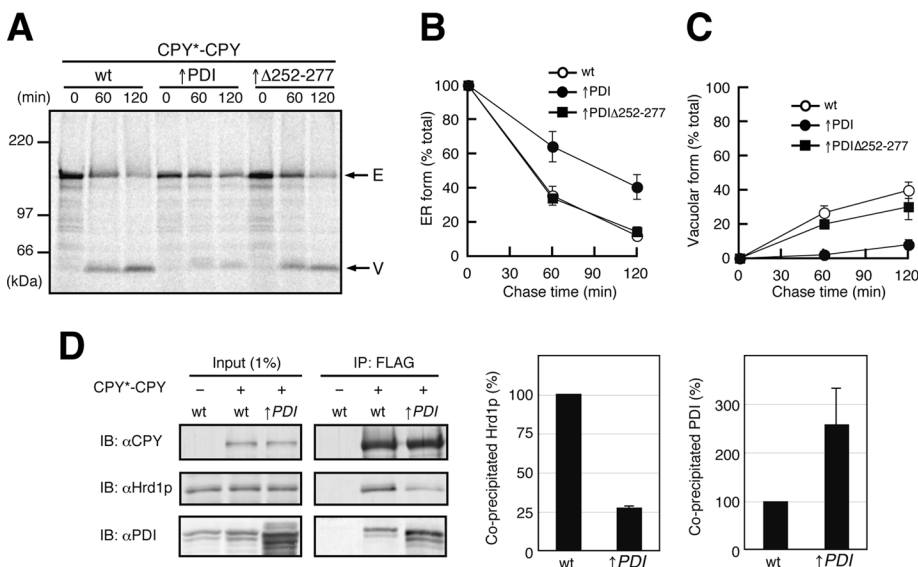 A
CPY*-CPY
wt ↑PDI ↑Δ252-277
(min) 0 60 120 0 60 120 0 60 120
220
E
97
66
V
(kDa)
B
wt
↑PDI
↑PDIΔ252-277
ER form (% total)
100
80
60
40
20
0
0 30 60 90 120
Chase time (min)
C
wt
↑PDI
↑PDIΔ252-277
Vacuolar form (% total)
100
80
60
40
20
0
0 30 60 90 120
Chase time (min)
D
Input (1%) IP: FLAG
CPY*-CPY – + + – + +
wt wt ↑PDI wt wt ↑PDI
IB: αCPY
IB: αHrd1p
IB: αPDI
Co-precipitated Hrd1p (%)
100
75
50
25
0
wt ↑PDI
Co-precipitated PDI (%)
300
200
100
0
wt ↑PDI